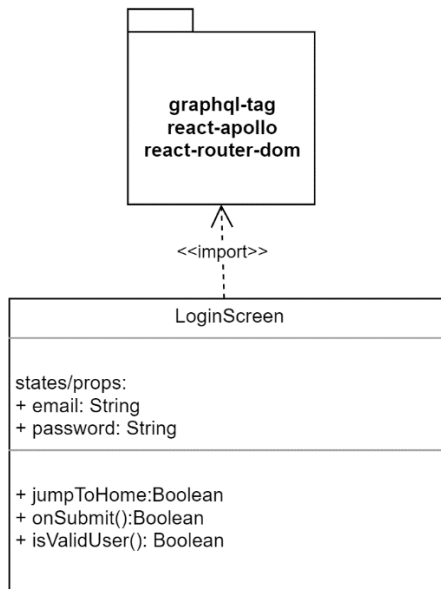 graphql-tag
react-apollo
react-router-dom
<<import>>
LoginScreen
states/props:
+ email: String
+ password: String
+ jumpToHome:Boolean
+ onSubmit():Boolean
+ isValidUser(): Boolean